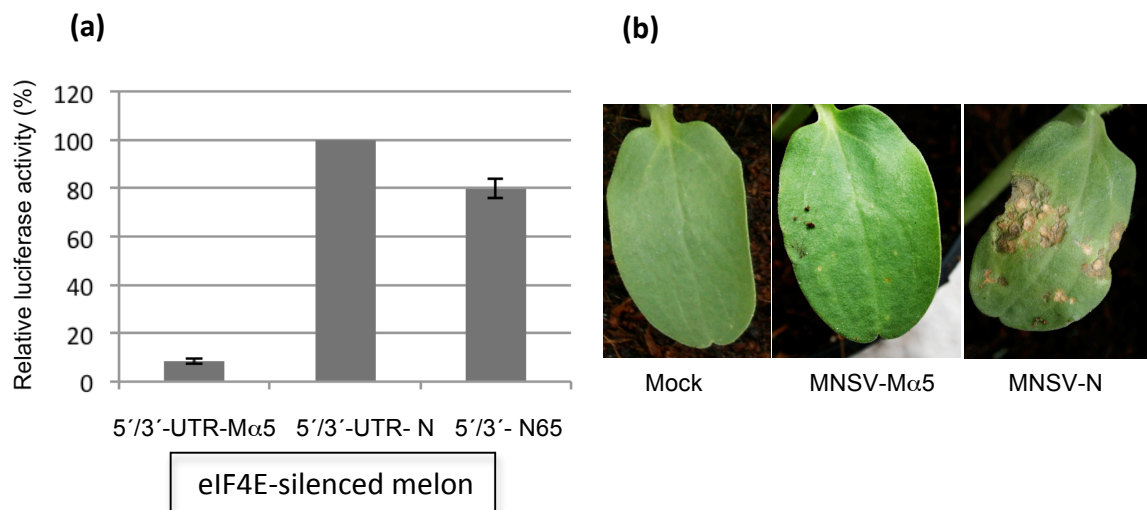 (a)
(b)
Relative luciferase activity (%)
120
100
80
60
40
20
0
5´/3´-UTR-Mα5 5´/3´-UTR- N 5´/3´- N65
eIF4E-silenced melon
Mock MNSV-Mα5 MNSV-N